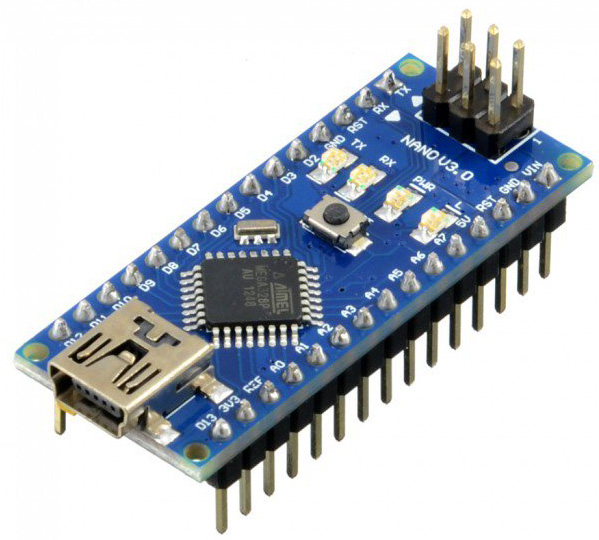 TX
RX
RST
GND
D2
D3
D4
D5
D6
D7
D8
D9
D10
D11
D12
NANO V3.0
1
TX
RX
PWR
L
ATMEL
MEGA328P
AU 1248
VIN
GND
RST
5V
A7
A6
A5
A4
A3
A2
A1
A0
REF
3V3
D13